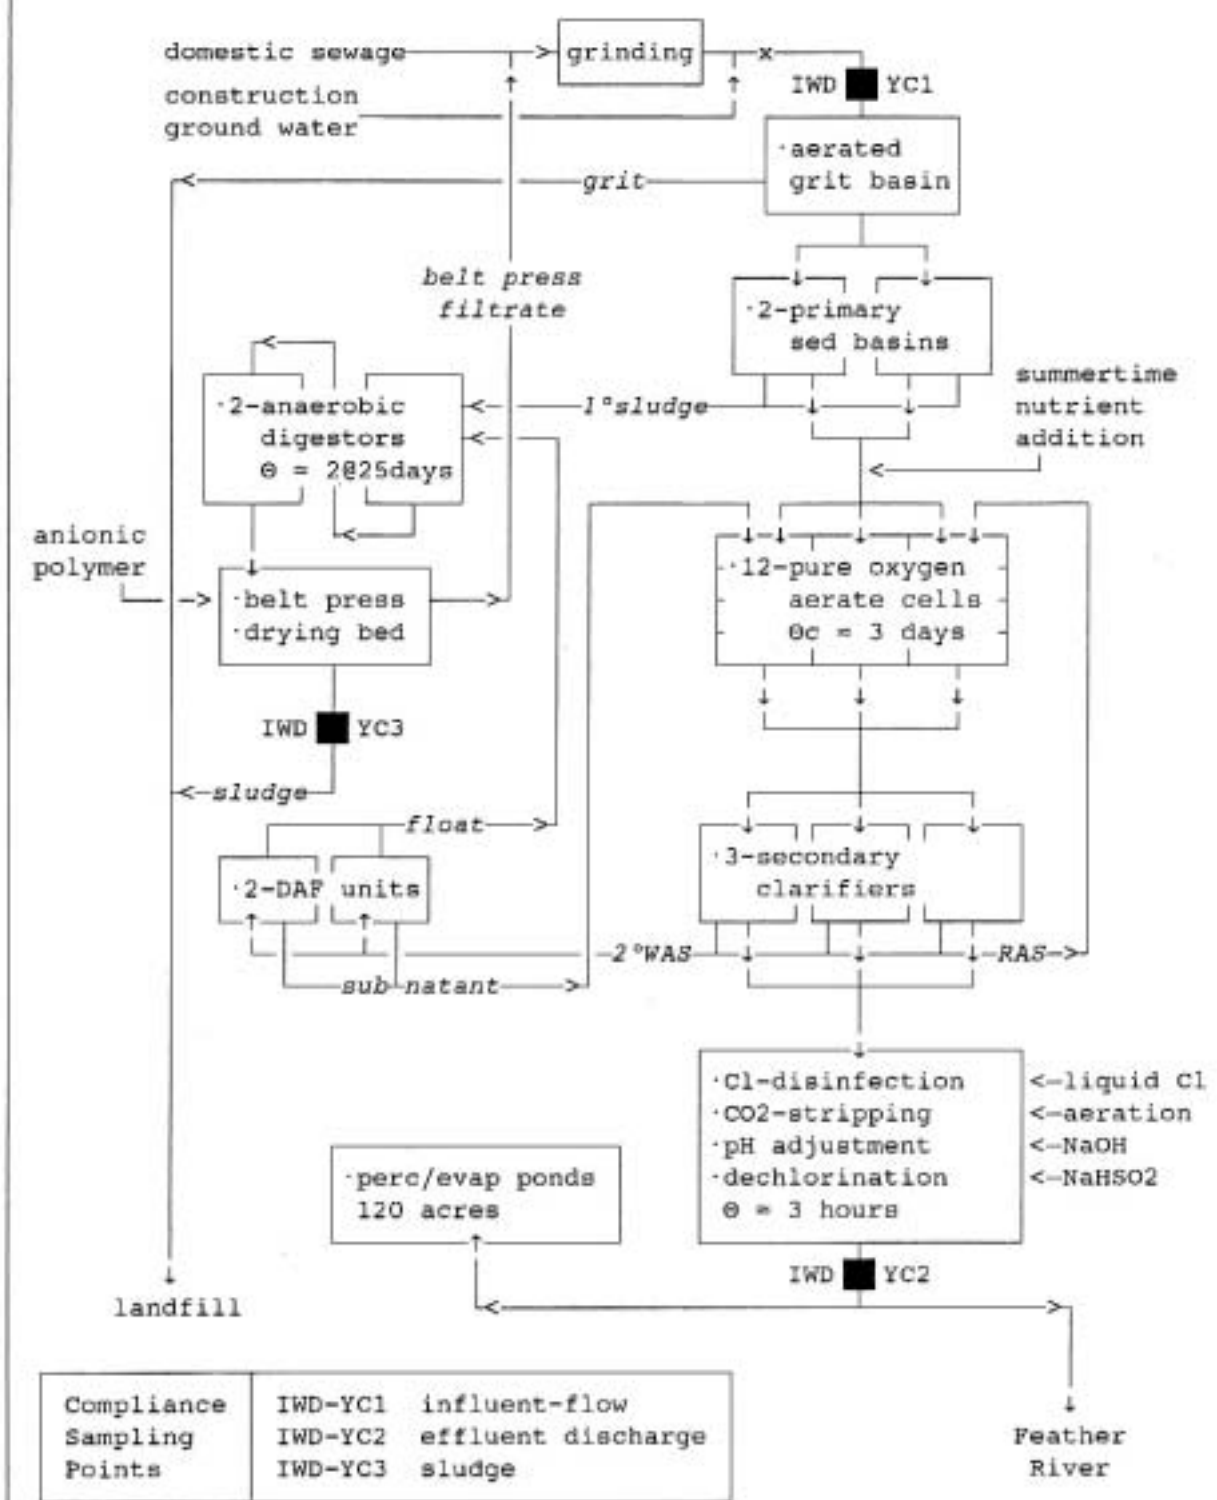 domestic sewage
grinding
x
construction
ground water
IWD YC1
·aerated
grit basin
grit
belt press
filtrate
·2-primary
sed basins
summertime
nutrient
addition
·2-anaerobic
digestors
Θ = 2@25days
1°sludge
anionic
polymer
·belt press
·drying bed
·12-pure oxygen
aerate cells
Θc = 3 days
IWD YC3
sludge
float
·2-DAF units
·3-secondary
clarifiers
2°WAS
RAS
sub natant
·Cl-disinfection
·CO2-stripping
·pH adjustment
·dechlorination
Θ = 3 hours
liquid Cl
aeration
NaOH
NaHSO2
·perc/evap ponds
120 acres
IWD YC2
landfill
Feather
River
Compliance
Sampling
Points
IWD-YC1 influent-flow
IWD-YC2 effluent discharge
IWD-YC3 sludge